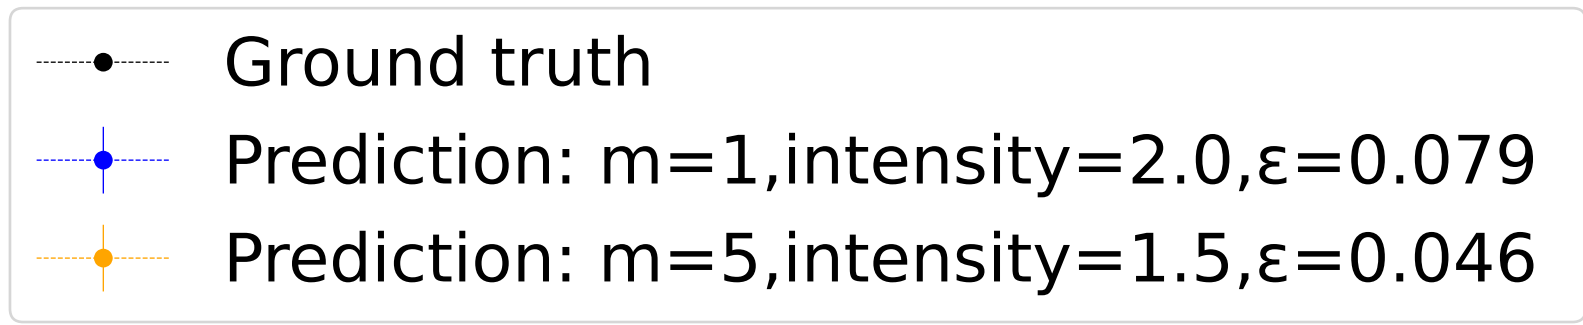 Ground truth
Prediction: m=1,intensity=2.0,ε=0.079
Prediction: m=5,intensity=1.5,ε=0.046